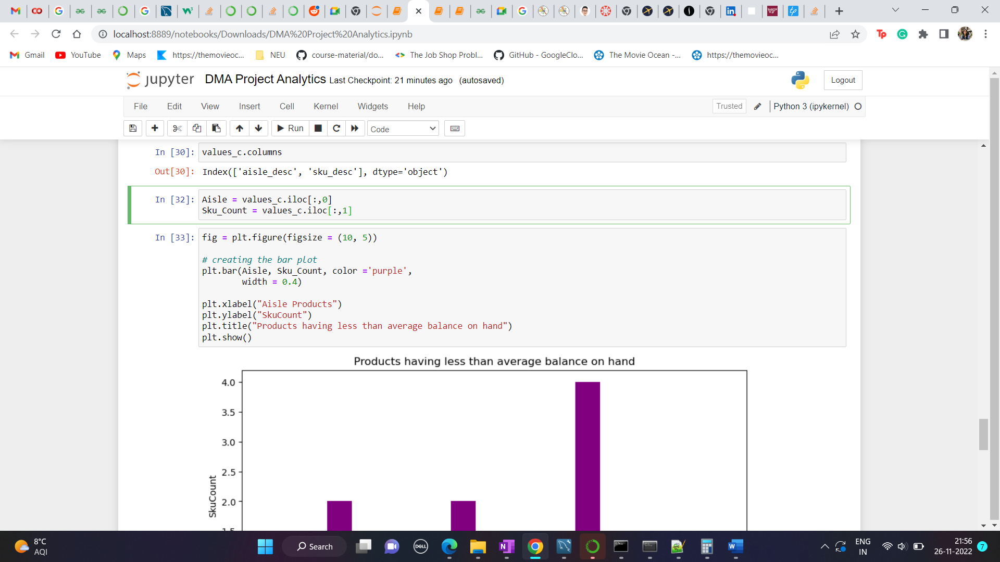 localhost:8889/notebooks/Downloads/DMA%20Project%20Analytics.ipynb
Gmail YouTube Maps https://themovieoc... NEU course-material/do... The Job Shop Probl... GitHub - GoogleClo... The Movie Ocean -... https://themovieoc...
jupyter DMA Project Analytics Last Checkpoint: 21 minutes ago (autosaved) Logout
File Edit View Insert Cell Kernel Widgets Help Trusted Python 3 (ipykernel)
Run Code
In [30]: values_c.columns
Out[30]: Index(['aisle_desc', 'sku_desc'], dtype='object')
In [32]: Aisle = values_c.iloc[:,0]
Sku_Count = values_c.iloc[:,1]
In [33]: fig = plt.figure(figsize = (10, 5))
# creating the bar plot
plt.bar(Aisle, Sku_Count, color ='purple',
width = 0.4)
plt.xlabel("Aisle Products")
plt.ylabel("SkuCount")
plt.title("Products having less than average balance on hand")
plt.show()
Products having less than average balance on hand
4.0
3.5
3.0
2.5
2.0
1.5
SkuCount
8°C
AQI
Search
DELL
ENG
IN
21:56
26-11-2022
7